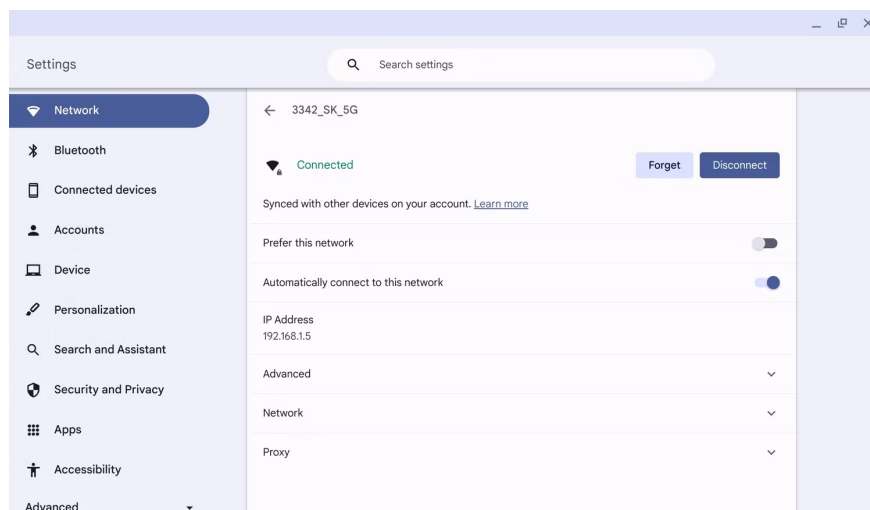 Settings
Search settings
Network
Bluetooth
Connected devices
Accounts
Device
Personalization
Search and Assistant
Security and Privacy
Apps
Accessibility
Advanced
3342_SK_5G
Connected
Forget
Disconnect
Synced with other devices on your account. Learn more
Prefer this network
Automatically connect to this network
IP Address
192.168.1.5
Advanced
Network
Proxy